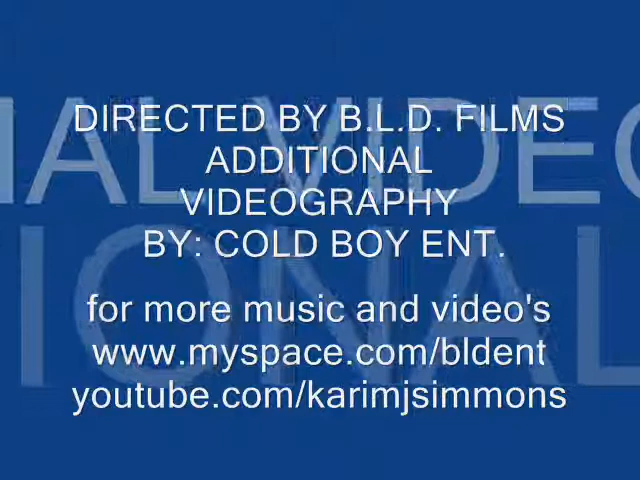 DIRECTED BY B.L.D. FILMS
ADDITIONAL
VIDEOGRAPHY
BY: COLD BOY ENT.
for more music and video's
www.myspace.com/bldent
youtube.com/karimjsimmons